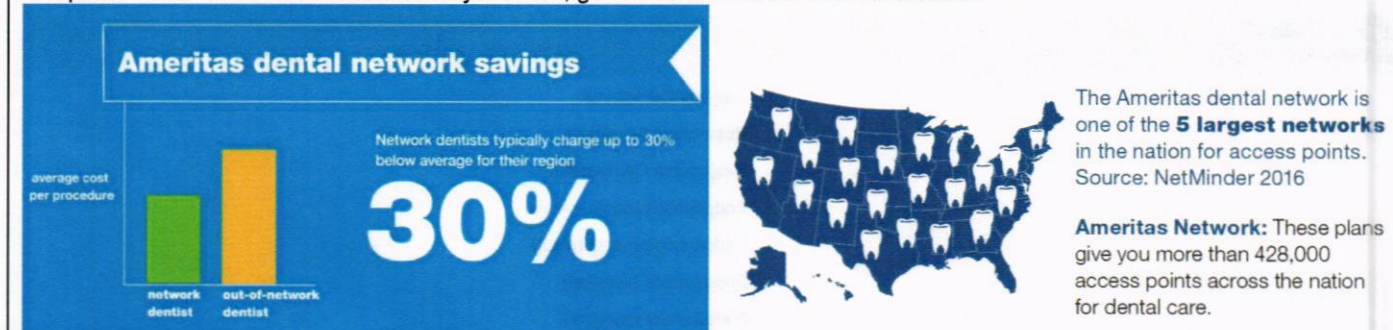 Ameritas dental network savings
Network dentists typically charge up to 30%
below average for their region
30%
average cost
per procedure
network
dentist
out-of-network
dentist
The Ameritas dental network is
one of the 5 largest networks
in the nation for access points.
Source: NetMinder 2016
Ameritas Network: These plans
give you more than 428,000
access points across the nation
for dental care.